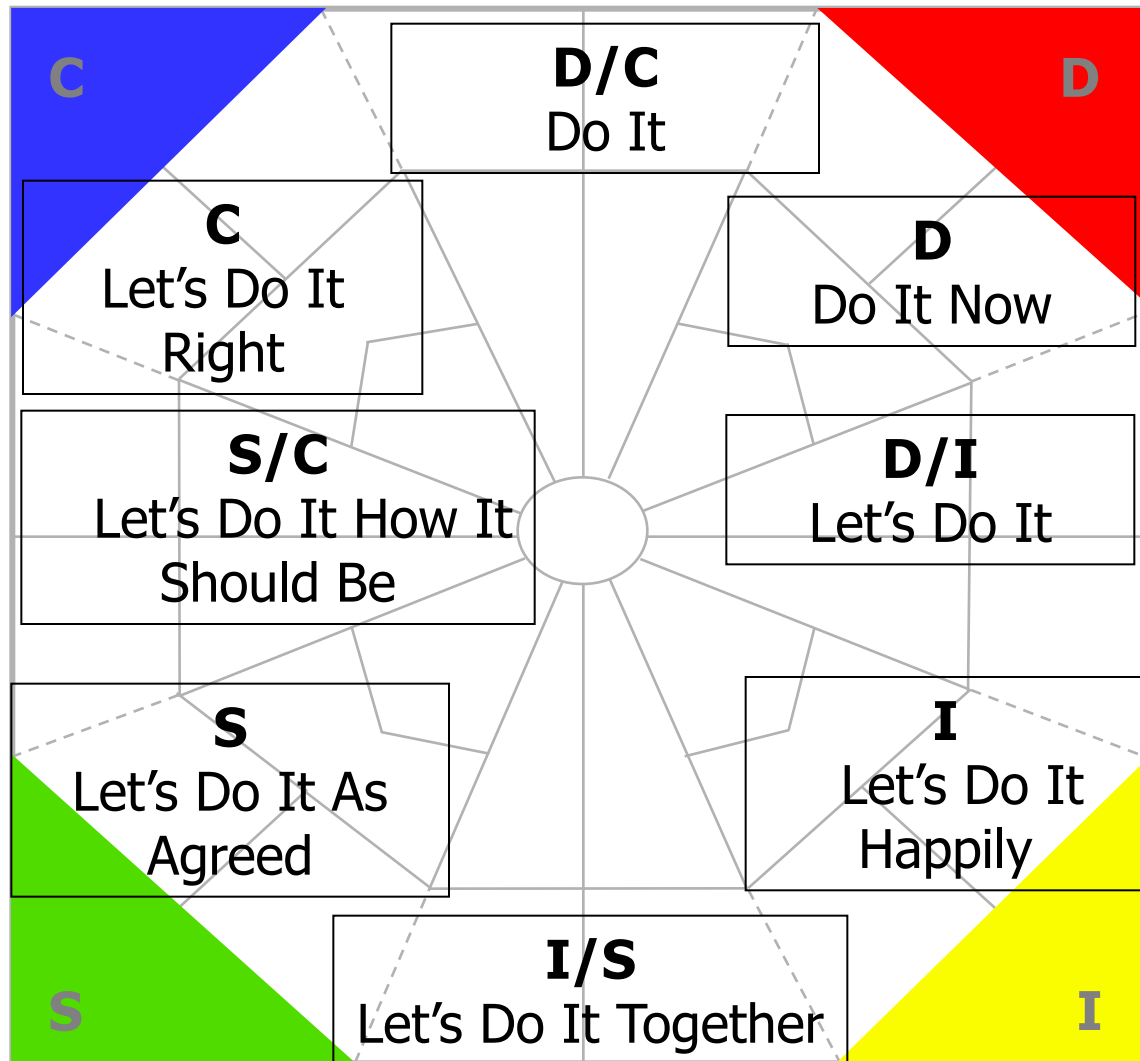 C
D
D/C
Do It
C
Let’s Do It
Right
D
Do It Now
S/C
Let’s Do It How It
Should Be
D/I
Let’s Do It
S
Let’s Do It As
Agreed
I
Let’s Do It
Happily
I/S
Let’s Do It Together
S
I